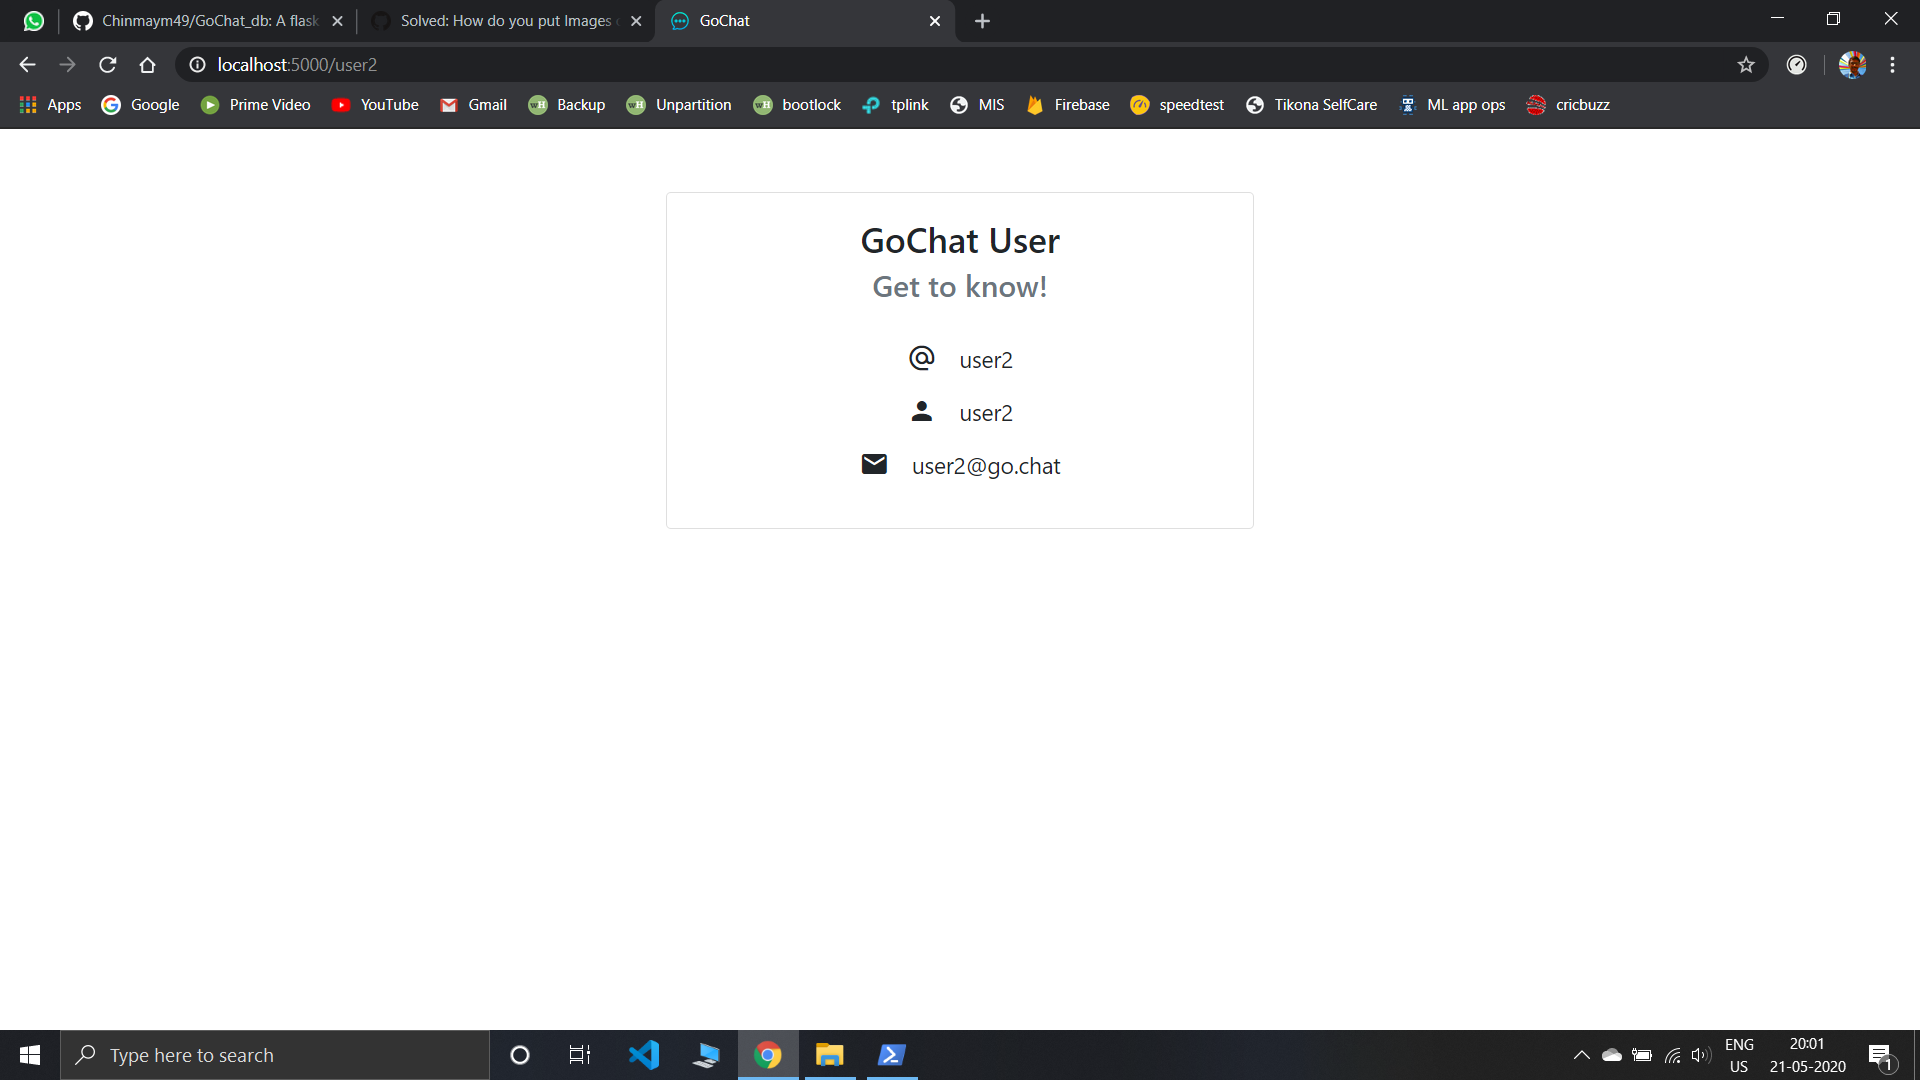 Chinmaym49/GoChat_db: A flask
Solved: How do you put Images
GoChat
localhost:5000/user2
Apps Google Prime Video YouTube Gmail Backup Unpartition bootlock tplink MIS Firebase speedtest Tikona SelfCare ML app ops cricbuzz
GoChat User
Get to know!
user2
user2
user2@go.chat
Type here to search
ENG
US
20:01
21-05-2020
1